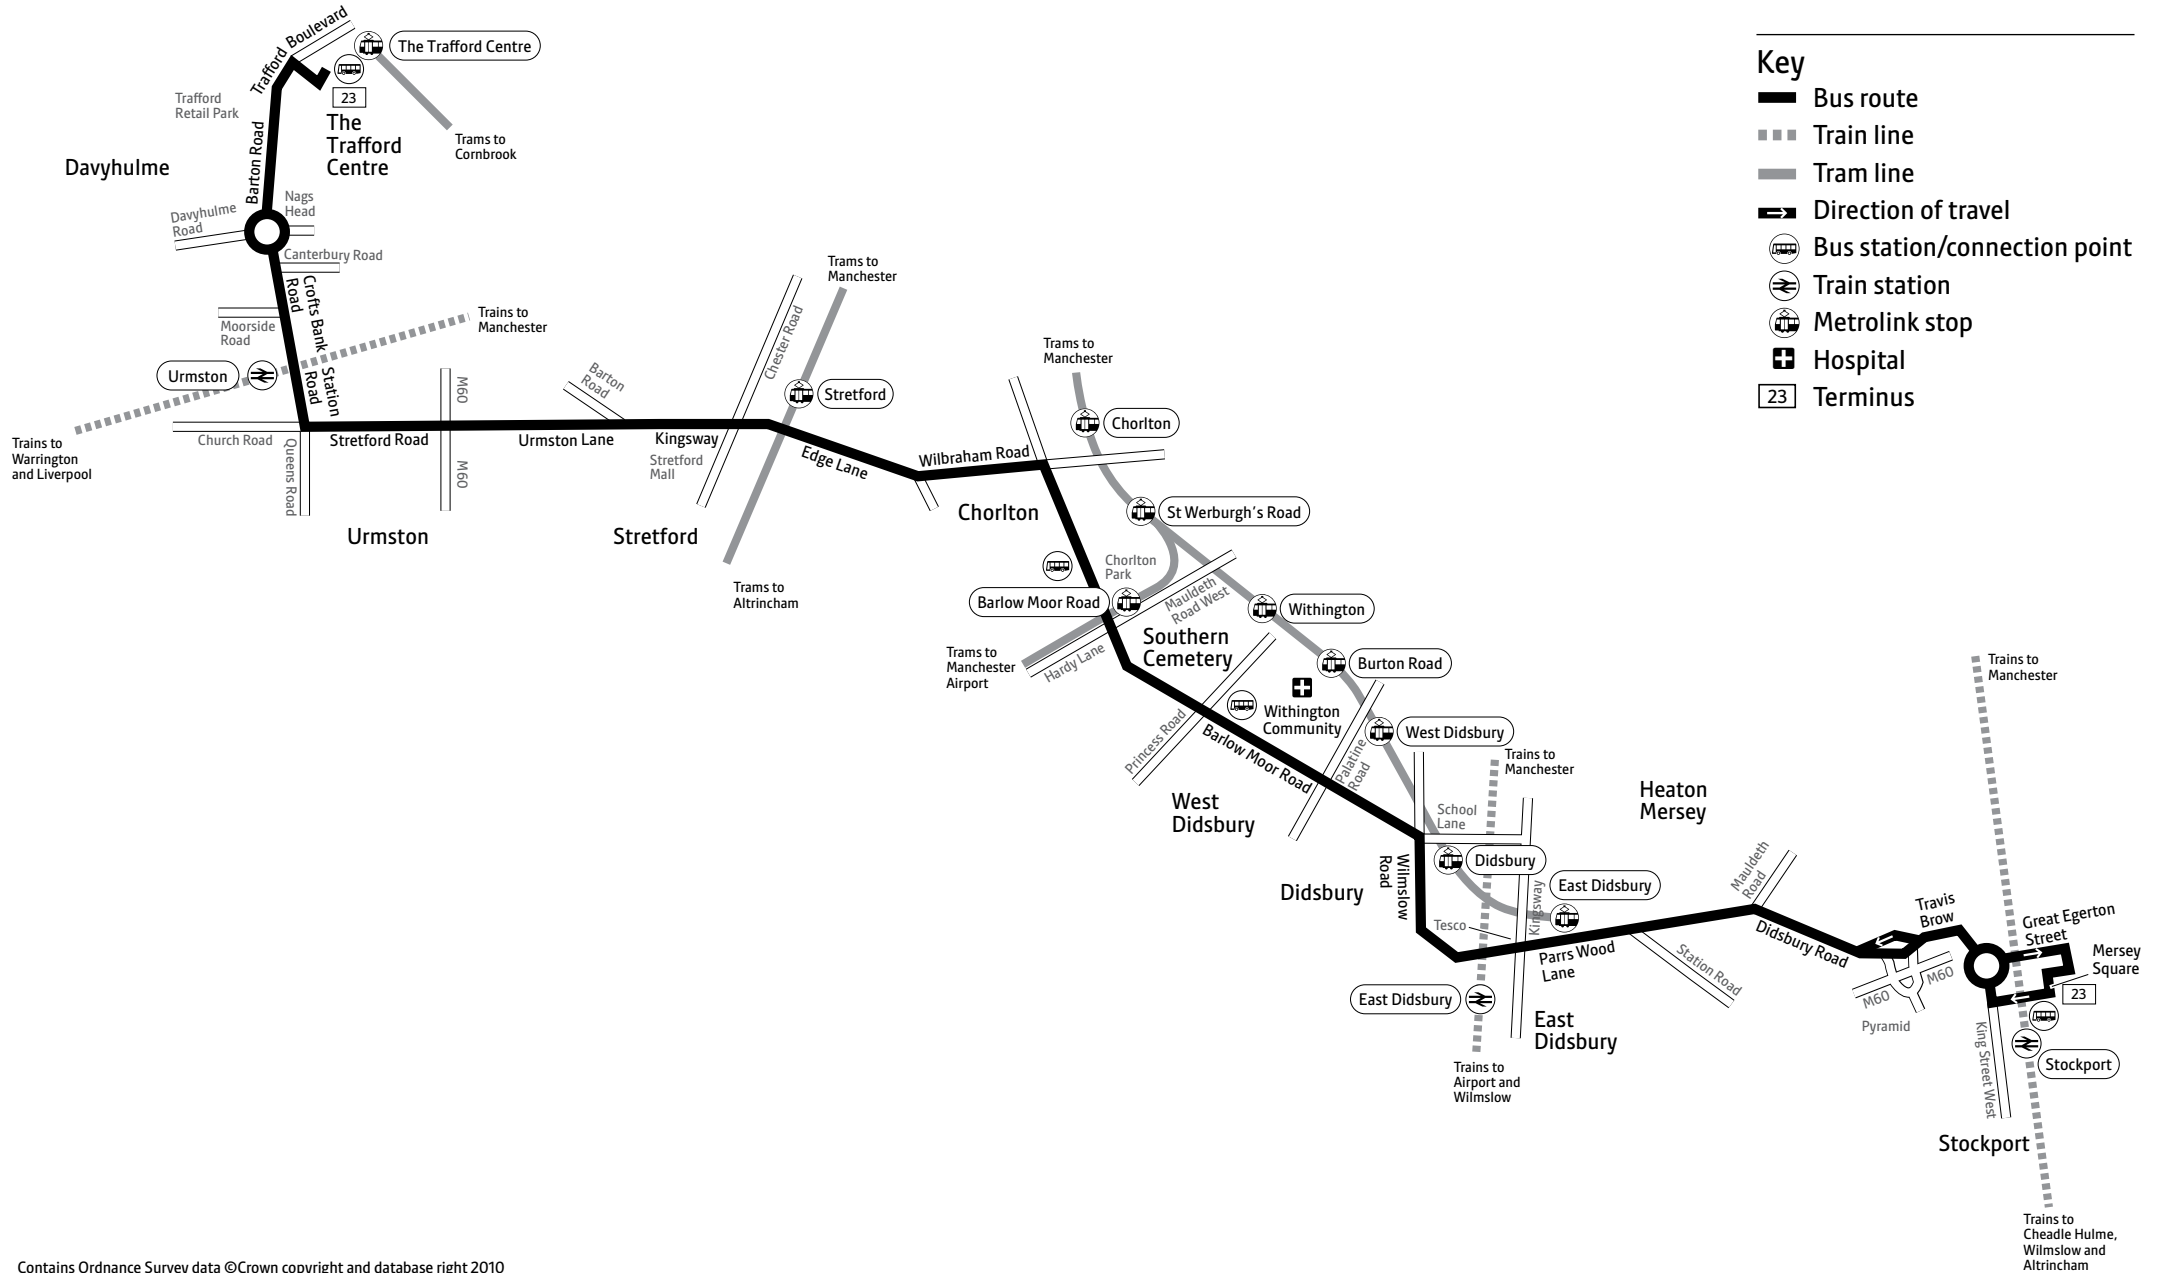 Trafford Boulevard
The Trafford Centre
23
The
Trafford
Centre
Trams to
Cornbrook
Trafford
Retail Park
Davyhulme
Barton Road
Nags
Head
Davyhulme
Road
Canterbury Road
Crofts Bank
Road
Moorside
Road
Trains to
Manchester
Urmston
Station
Road
Trains to
Warrington
and Liverpool
Church Road
Queens Road
Stretford Road
M60
M60
Urmston
Barton
Road
Urmston Lane
Kingsway
Stretford
Mall
Chester Road
Trams to
Manchester
Stretford
Stretford
Trams to
Altrincham
Edge Lane
Wilbraham Road
Chorlton
Trams to
Manchester
Chorlton
St Werburgh's Road
Chorlton
Park
Barlow Moor Road
Mauldeth
Road West
Trams to
Manchester
Airport
Hardy Lane
Southern
Cemetery
Withington
Burton Road
Withington
Community
Princess Road
Barlow Moor Road
Palatine
Road
West Didsbury
West
Didsbury
Trains to
Manchester
School
Lane
Didsbury
Didsbury
Wilmslow
Road
Kingsway
East Didsbury
Tesco
Parrs Wood
Lane
East Didsbury
East
Didsbury
Trains to
Airport and
Wilmslow
Heaton
Mersey
Station Road
Mauldeth
Road
Didsbury Road
Travis
Brow
M60
M60
Pyramid
Great Egerton
Street
Mersey
Square
23
King Street West
Stockport
Stockport
Trains to
Manchester
Trains to
Cheadle Hulme,
Wilmslow and
Altrincham
Key
Bus route
Train line
Tram line
Direction of travel
Bus station/connection point
Train station
Metrolink stop
Hospital
23 Terminus
Contains Ordnance Survey data ©Crown copyright and database right 2010